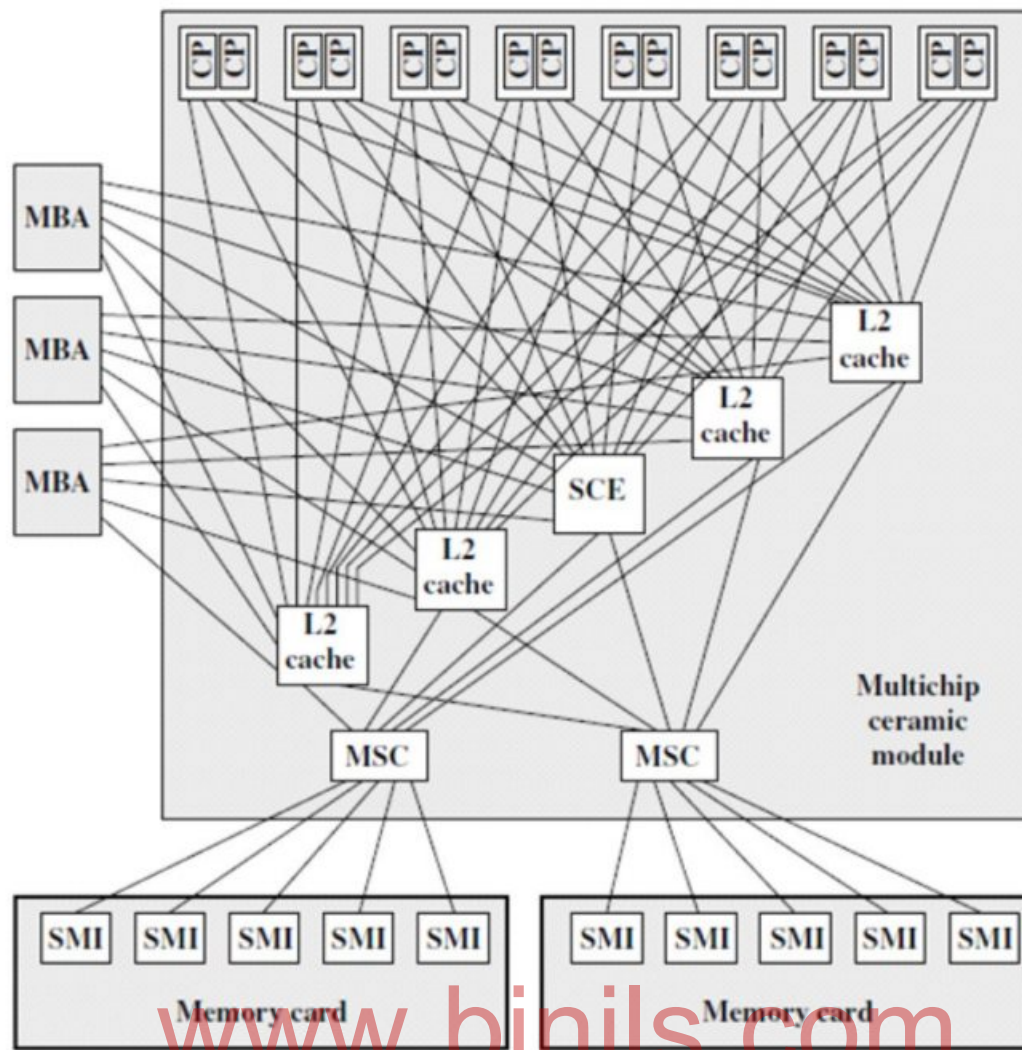 CP CP CP CP CP CP CP CP CP CP CP CP CP CP CP CP
MBA
MBA
MBA
L2
cache
L2
cache
SCE
L2
cache
L2
cache
Multichip
ceramic
module
MSC MSC
SMI SMI SMI SMI SMI SMI SMI SMI SMI SMI
Memory card Memory card
www.binils.com